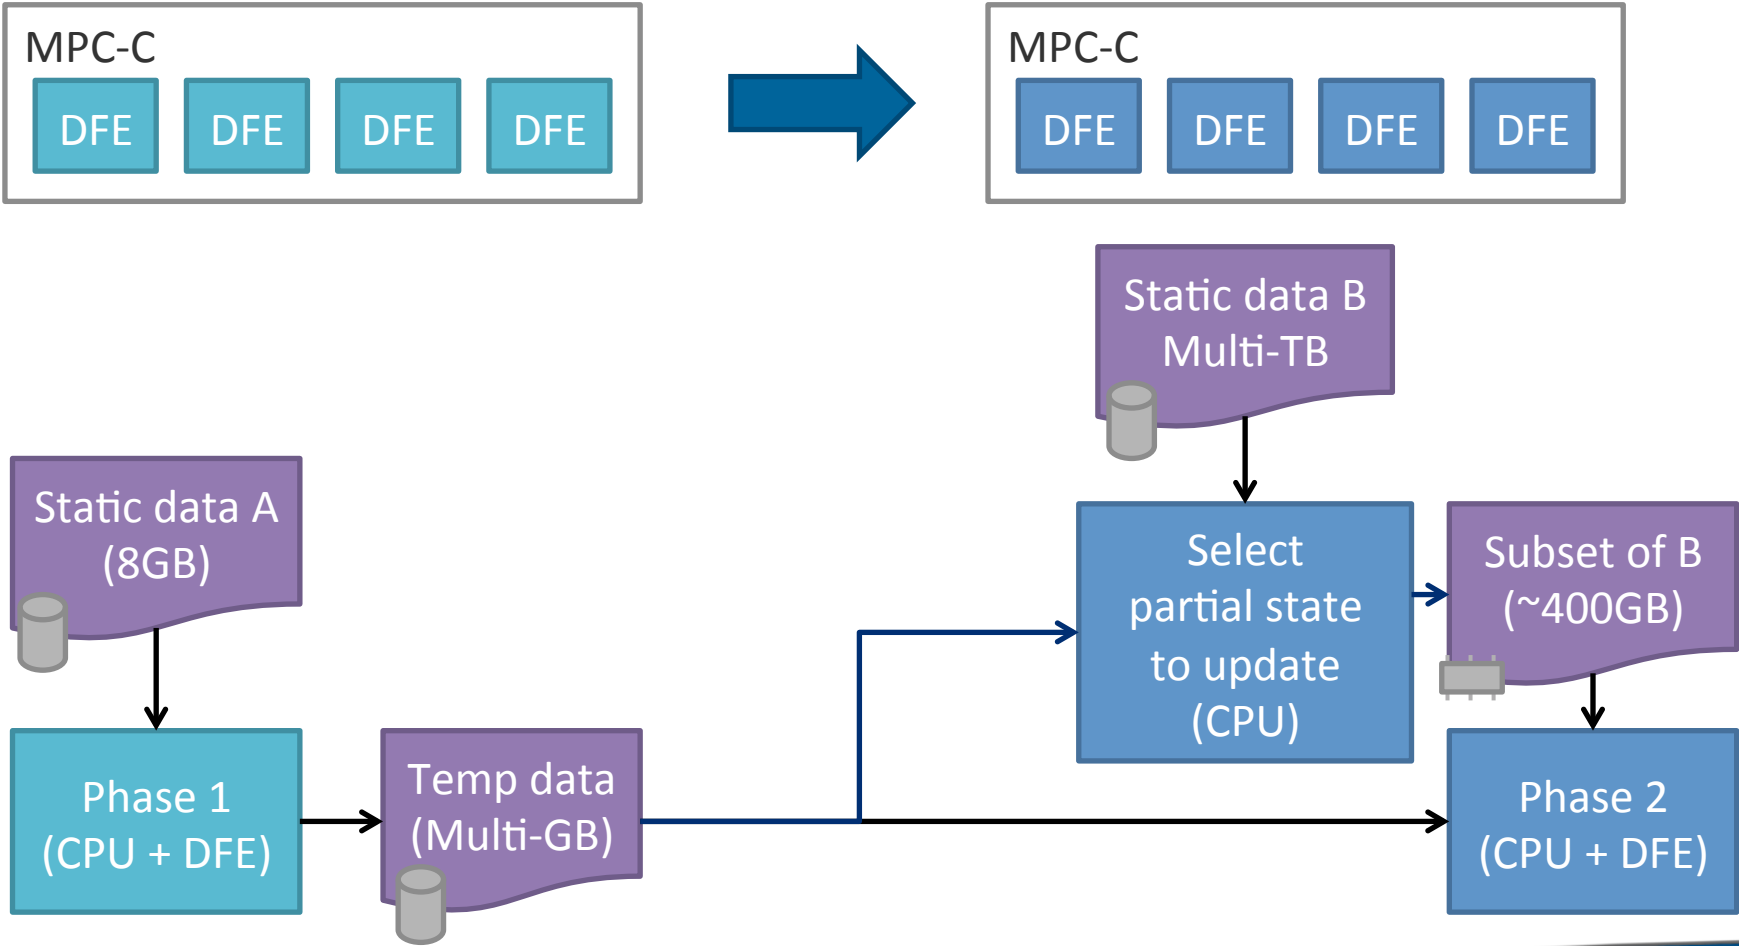 MPC-C
DFE DFE DFE DFE
MPC-C
DFE DFE DFE DFE
Static data B
Multi-TB
Static data A
(8GB)
Select
partial state
to update
(CPU)
Subset of B
(~400GB)
Phase 1
(CPU + DFE)
Temp data
(Multi-GB)
Phase 2
(CPU + DFE)